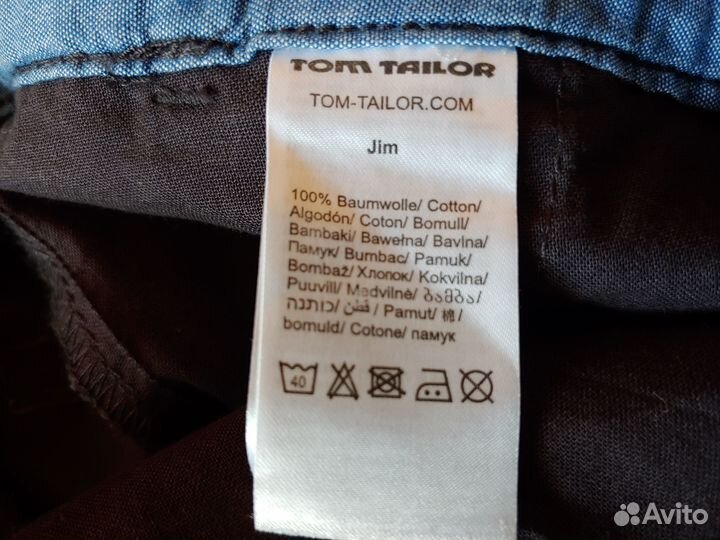 TOM TAILOR
TOM-TAILOR.COM
Jim
100% Baumwolle/ Cotton/
Algodón/ Coton/ Bomull/
Bambaki/ Bawełna/ Bavlna/
Памук/ Bumbac/ Pamuk/
Bombaž/ Хлопок/ Kokvilna/
Puuvill/ Medvilnė/ ბამბა/
כותנה/ قطن/ Pamut/ 棉/
bomuld/ Cotone/ памук
40
Avito